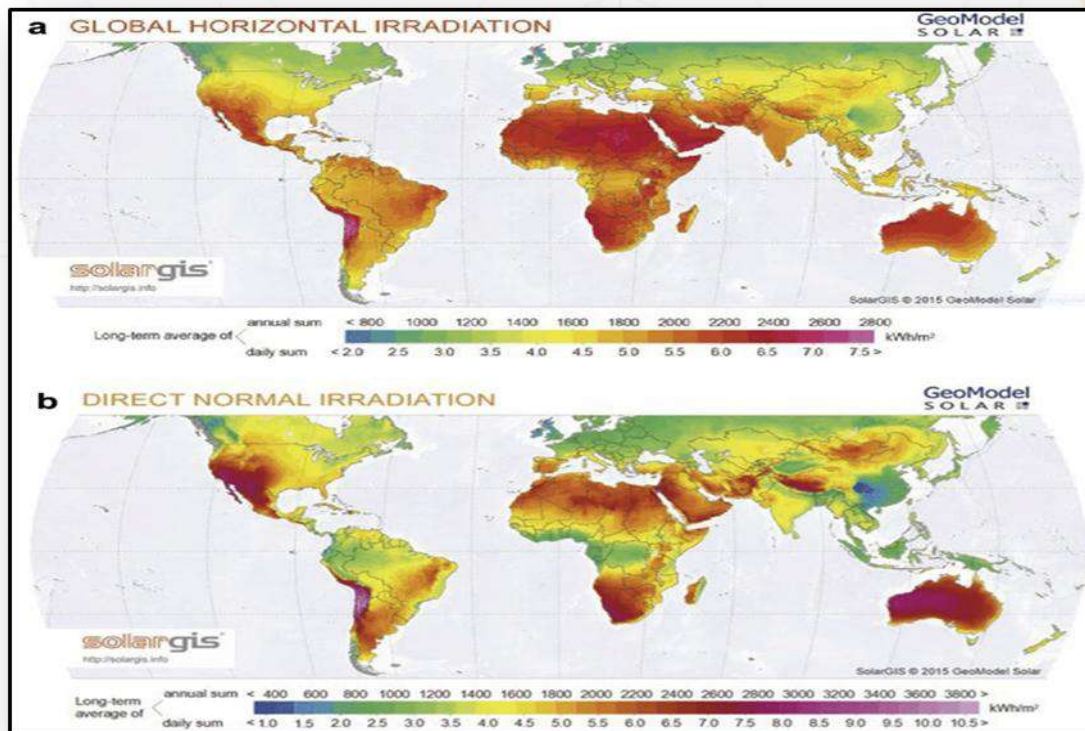 a GLOBAL HORIZONTAL IRRADIATION
GeoModel
SOLAR
solargis
http://solargis.info
SolarGIS © 2015 GeoModel Solar
Long-term average of
annual sum < 800 1000 1200 1400 1600 1800 2000 2200 2400 2600 2800
daily sum < 2.0 2.5 3.0 3.5 4.0 4.5 5.0 5.5 6.0 6.5 7.0 7.5 >
kWh/m²
b DIRECT NORMAL IRRADIATION
GeoModel
SOLAR
solargis
http://solargis.info
SolarGIS © 2015 GeoModel Solar
Long-term
average of
annual sum < 400 600 800 1000 1200 1400 1600 1800 2000 2200 2400 2600 2800 3000 3200 3400 3600 3800 >
daily sum < 1.0 1.5 2.0 2.5 3.0 3.5 4.0 4.5 5.0 5.5 6.0 6.5 7.0 7.5 8.0 8.5 9.0 9.5 10.0 10.5 >
kWh/m²